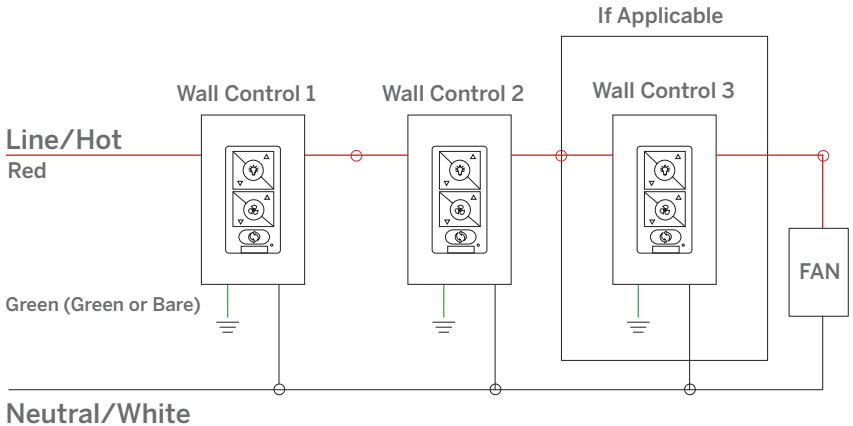 If Applicable
Wall Control 1
Wall Control 2
Wall Control 3
Line/Hot
Red
FAN
Green (Green or Bare)
Neutral/White